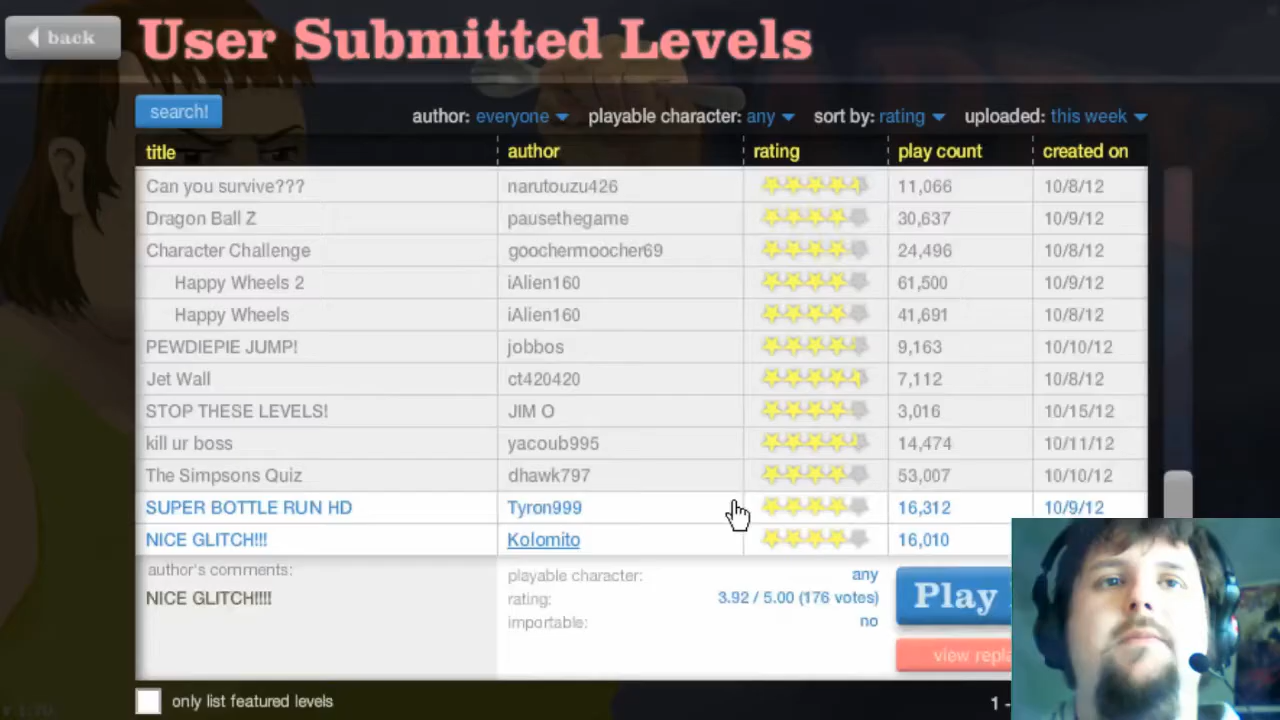 back
User Submitted Levels
search!
author: everyone playable character: any sort by: rating uploaded: this week
title author rating play count created on
Can you survive??? narutouzu426 11,066 10/8/12
Dragon Ball Z pausethegame 30,637 10/9/12
Character Challenge goochermoocher69 24,496 10/8/12
Happy Wheels 2 iAlien160 61,500 10/9/12
Happy Wheels iAlien160 41,691 10/8/12
PEWDIEPIE JUMP! jobbos 9,163 10/10/12
Jet Wall ct420420 7,112 10/8/12
STOP THESE LEVELS! JIM O 3,016 10/15/12
kill ur boss yacoub995 14,474 10/11/12
The Simpsons Quiz dhawk797 53,007 10/10/12
SUPER BOTTLE RUN HD Tyron999 16,312 10/9/12
NICE GLITCH!!! Kolomito 16,010
author's comments:
NICE GLITCH!!!!
playable character: any
rating: 3.92 / 5.00 (176 votes)
importable: no
Play
view repla
only list featured levels
1 -